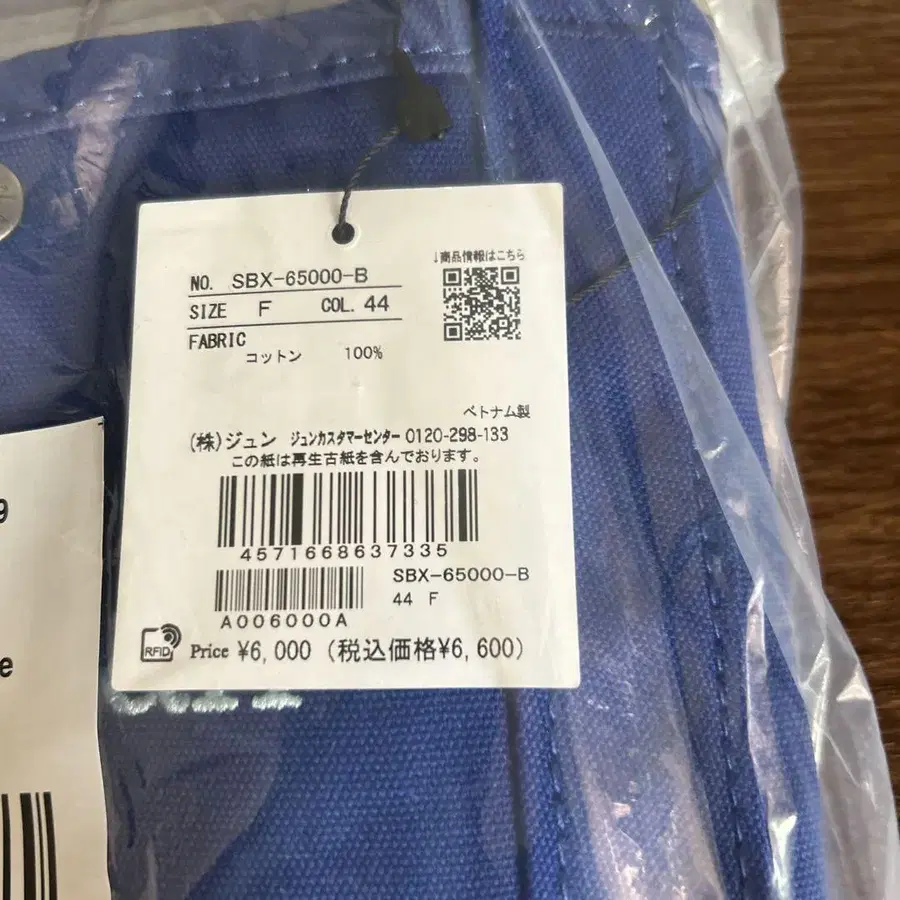 NO. SBX-65000-B
SIZE F COL. 44
FABRIC
コットン 100%
↓商品情報はこちら
ベトナム製
(株)ジュン ジュンカスタマーセンター 0120-298-133
この紙は再生古紙を含んでおります。
4571668637335
SBX-65000-B
44 F
A006000A
RFID
Price ¥6,000 (税込価格¥6,600)
9
e